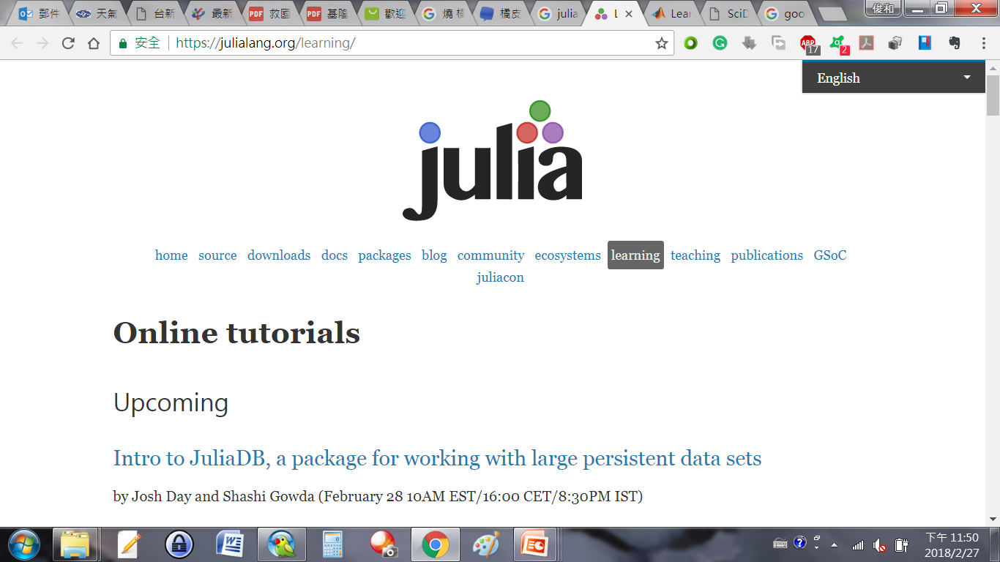 郵件 天氣 台新 最新 PDF 救國 PDF 基隆 歡迎 燒 橘 橘皮 julia L Lear SciD goo 俊和
安全 https://julialang.org/learning/ ABP 17 2
English
julia
home source downloads docs packages blog community ecosystems learning teaching publications GSoC
juliacon
Online tutorials
Upcoming
Intro to JuliaDB, a package for working with large persistent data sets
by Josh Day and Shashi Gowda (February 28 10AM EST/16:00 CET/8:30PM IST)
下午 11:50
2018/2/27